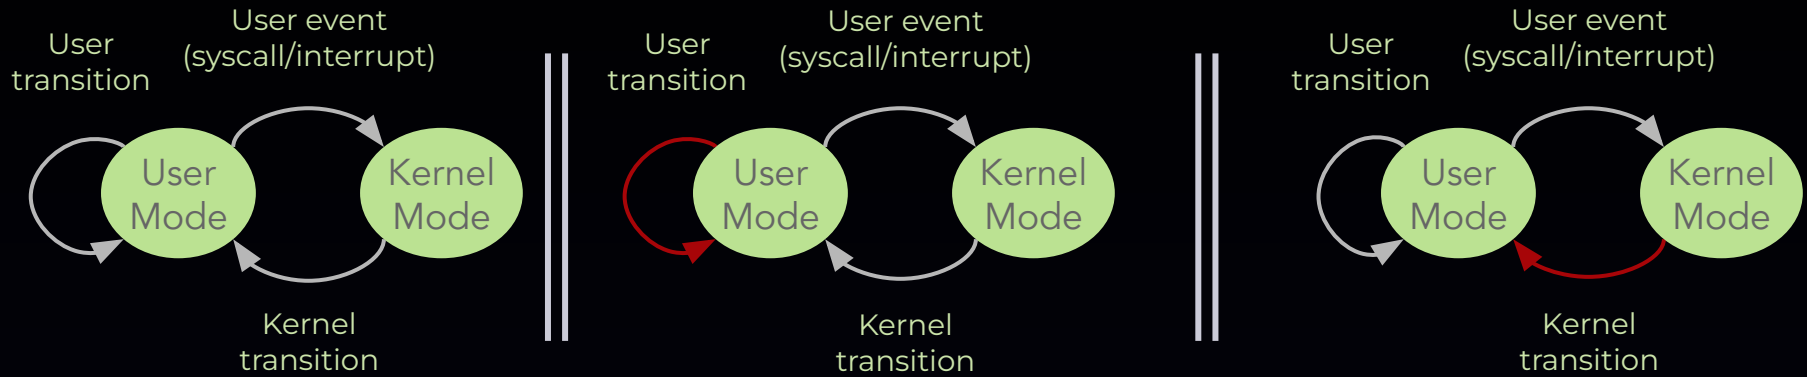 User
transition
User event
(syscall/interrupt)
User
Mode
Kernel
Mode
Kernel
transition
User
transition
User event
(syscall/interrupt)
User
Mode
Kernel
Mode
Kernel
transition
User
transition
User event
(syscall/interrupt)
User
Mode
Kernel
Mode
Kernel
transition